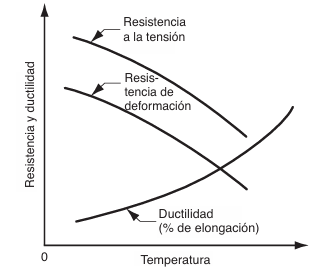 Resistencia
a la tensión
Resis-
tencia de
deformación
Resistencia y ductilidad
Ductilidad
(% de elongación)
0
Temperatura